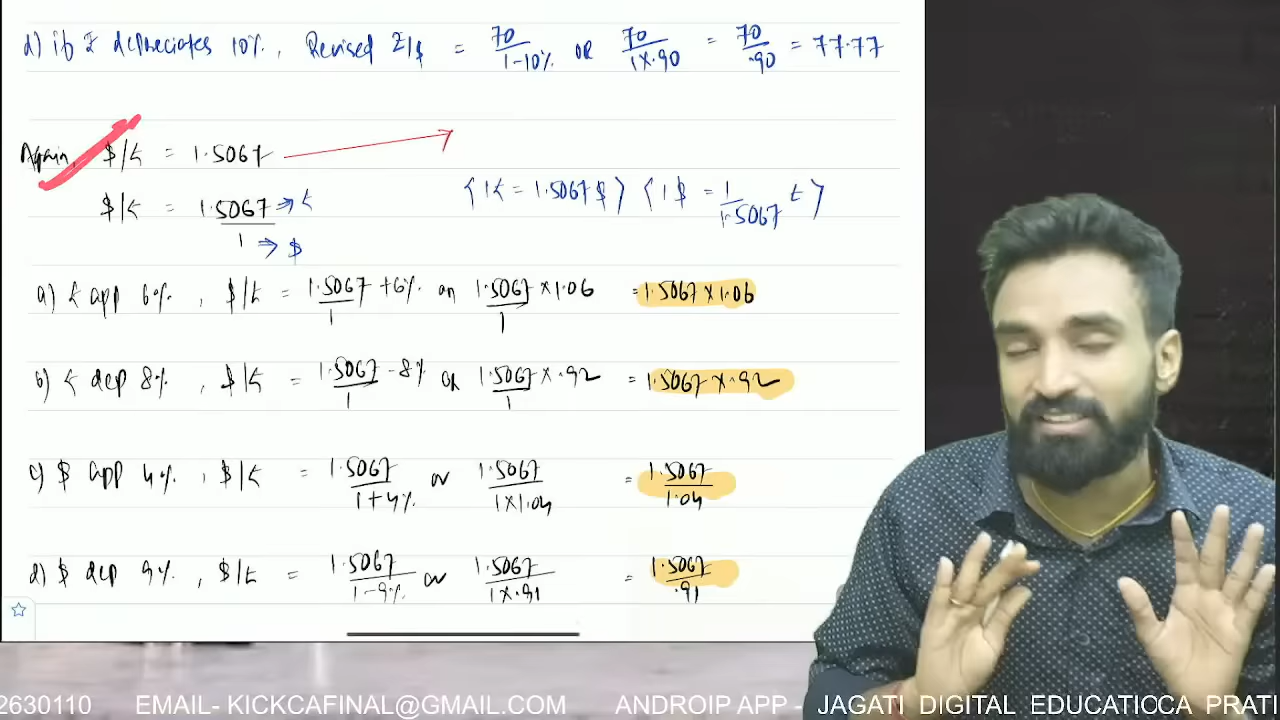 d) if ₹ depreciates 10%, Revised ₹/$ = 70/1-10% or 70/1×.90 = 70/.90 = 77.77
Again, $/£ = 1.5067
$/£ = 1.5067/1 ⇒ £ ⇒ $
{1£ = 1.5067$} {1$ = 1/1.5067 £}
a) £ app 6%, $/£ = 1.5067/1 +6% or 1.5067/1 ×1.06 = 1.5067×1.06
b) £ dep 8%, $/£ = 1.5067/1 -8% or 1.5067/1 ×.92 = 1.5067×.92
c) $ app 4%, $/£ = 1.5067/1+4% or 1.5067/1×1.04 = 1.5067/1.04
d) $ dep 9%, $/£ = 1.5067/1-9% or 1.5067/1×.91 = 1.5067/.91
2630110 EMAIL- KICKCAFINAL@GMAIL.COM ANDROIP APP - JAGATI DIGITAL EDUCATIOCA PRATI